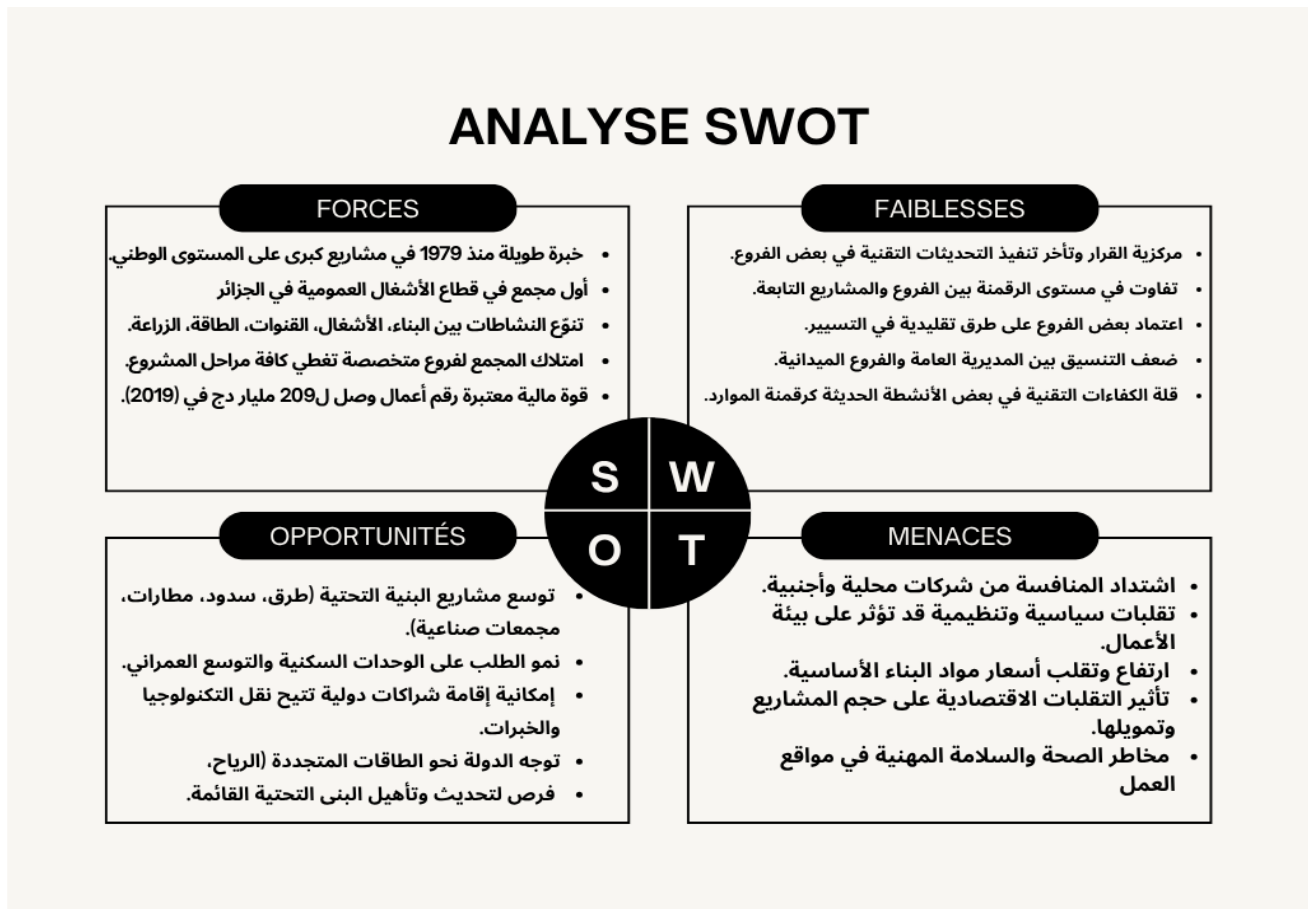 ANALYSE SWOT
FORCES
• خبرة طويلة منذ 1979 في مشاريع كبرى على المستوى الوطني.
• أول مجمع في قطاع الأشغال العمومية في الجزائر
• تنوّع النشاطات بين البناء، الأشغال، القنوات، الطاقة، الزراعة.
• امتلاك المجمع لفروع متخصصة تغطي كافة مراحل المشروع.
• قوة مالية معتبرة رقم أعمال وصل ل209 مليار دج في (2019).
FAIBLESSES
• مركزية القرار وتأخر تنفيذ التحديثات التقنية في بعض الفروع.
• تفاوت في مستوى الرقمنة بين الفروع والمشاريع التابعة.
• اعتماد بعض الفروع على طرق تقليدية في التسيير.
• ضعف التنسيق بين المديرية العامة والفروع الميدانية.
• قلة الكفاءات التقنية في بعض الأنشطة الحديثة كرقمنة الموارد.
S W
O T
OPPORTUNITÉS
• توسع مشاريع البنية التحتية (طرق، سدود، مطارات،
مجمعات صناعية).
• نمو الطلب على الوحدات السكنية والتوسع العمراني.
• إمكانية إقامة شراكات دولية تتيح نقل التكنولوجيا
والخبرات.
• توجه الدولة نحو الطاقات المتجددة (الرياح،
• فرص لتحديث وتأهيل البنى التحتية القائمة.
MENACES
• اشتداد المنافسة من شركات محلية وأجنبية.
• تقلبات سياسية وتنظيمية قد تؤثر على بيئة
الأعمال.
• ارتفاع وتقلب أسعار مواد البناء الأساسية.
• تأثير التقلبات الاقتصادية على حجم المشاريع
وتمويلها.
• مخاطر الصحة والسلامة المهنية في مواقع
العمل